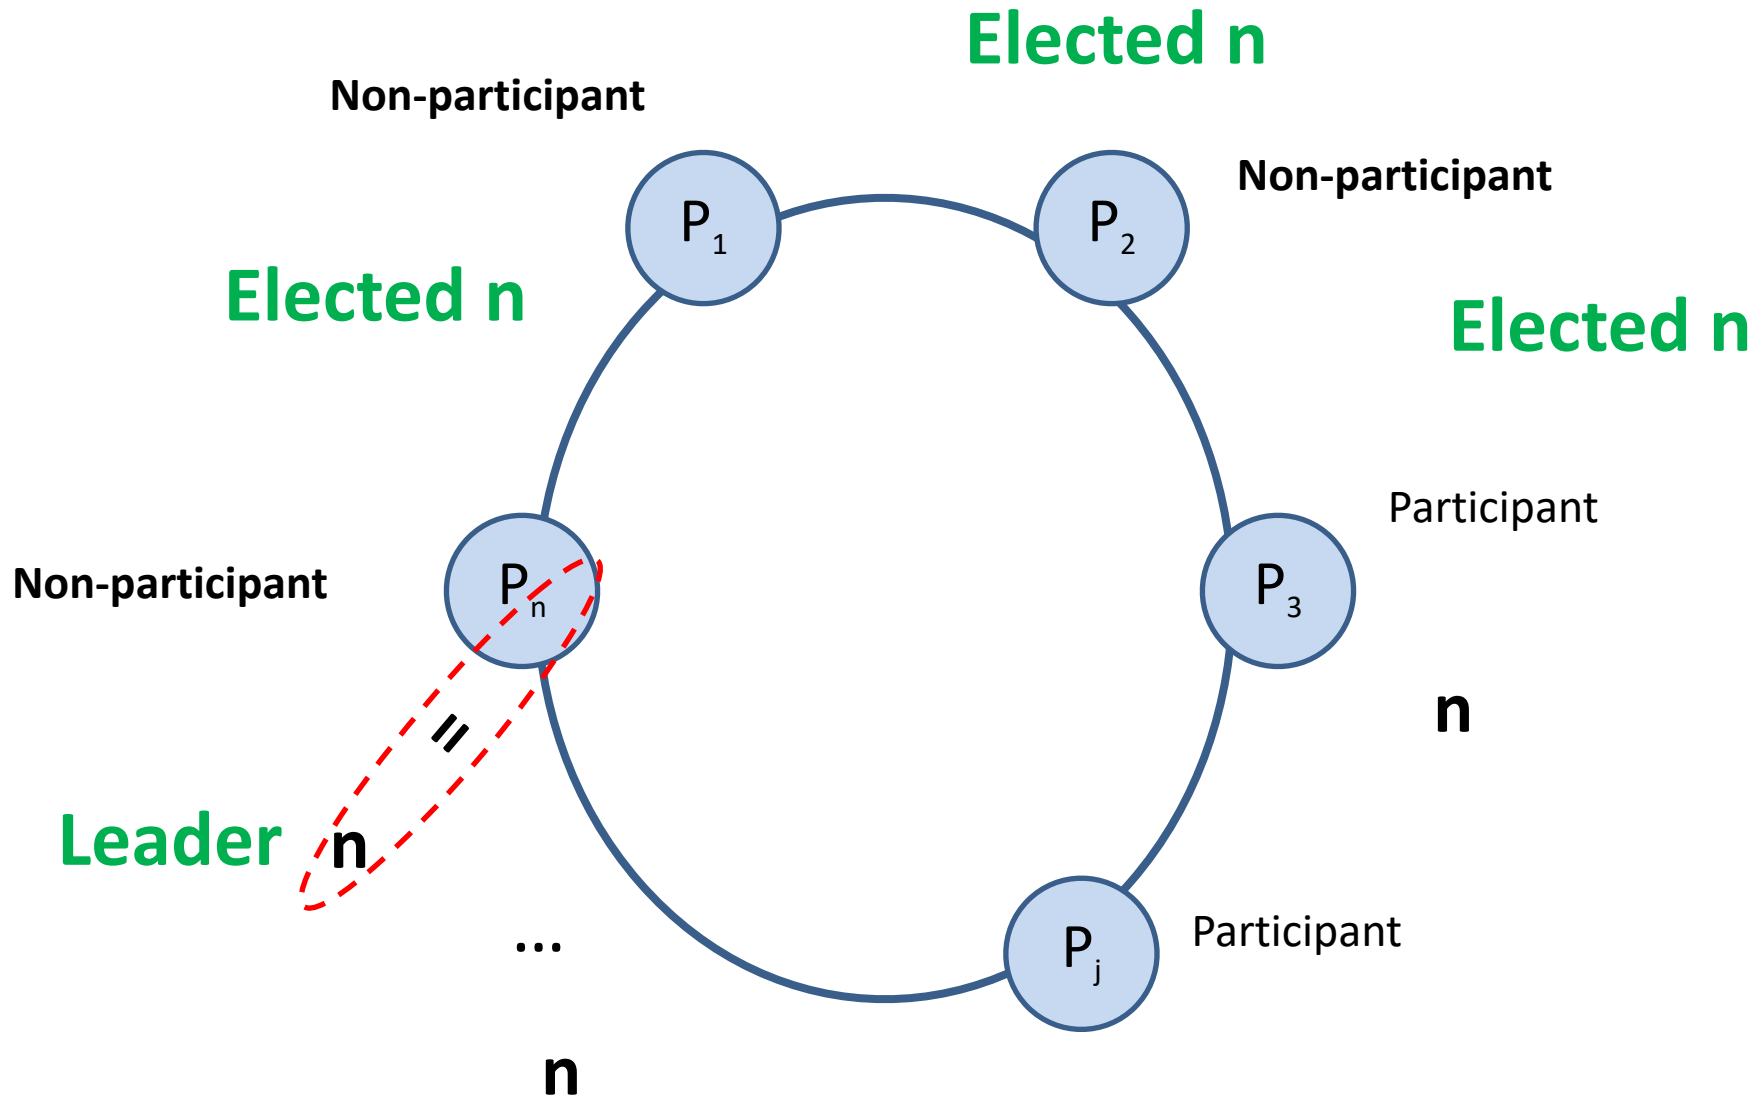 Elected n
Non-participant
Non-participant
P1
P2
Elected n
Elected n
Participant
Non-participant
Pn
P3
n
=
Leader
n
...
Participant
Pj
n